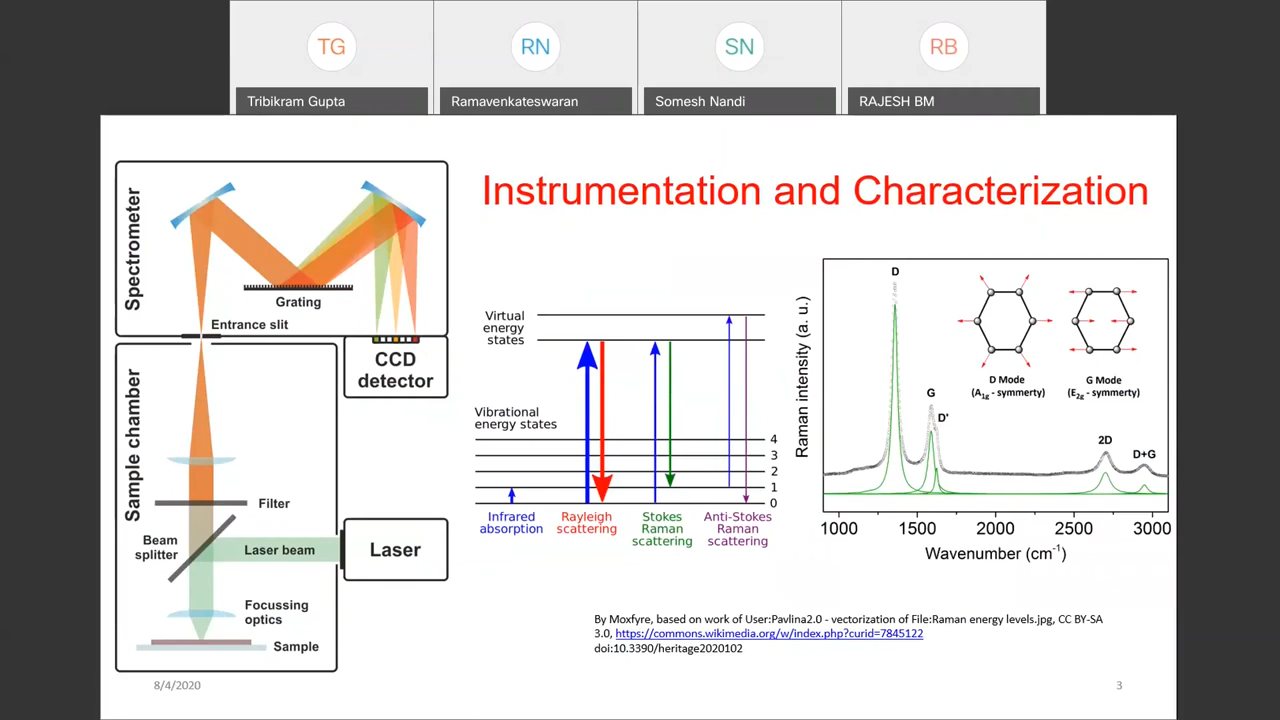 TG
RN
SN
RB
Tribikram Gupta
Ramavenkateswaran
Somesh Nandi
RAJESH BM
Instrumentation and Characterization
Spectrometer
Grating
Entrance slit
CCD
detector
Sample chamber
Filter
Beam
splitter
Laser beam
Laser
Focussing
optics
Sample
Virtual
energy
states
Vibrational
energy states
4
3
2
1
0
Infrared
absorption
Rayleigh
scattering
Stokes
Raman
scattering
Anti-Stokes
Raman
scattering
Raman intensity (a. u.)
D
G
D'
2D
D+G
D Mode
(A1g - symmerty)
G Mode
(E2g - symmerty)
1000 1500 2000 2500 3000
Wavenumber (cm-1)
By Moxfyre, based on work of User:Pavlina2.0 - vectorization of File:Raman energy levels.jpg, CC BY-SA
3.0, https://commons.wikimedia.org/w/index.php?curid=7845122
doi:10.3390/heritage2020102
8/4/2020
3